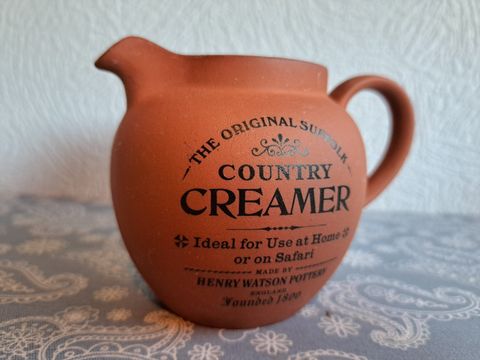 THE ORIGINAL SUFFOLK
COUNTRY
CREAMER
Ideal for Use at Home
or on Safari
MADE BY
HENRY WATSON POTTERY
ENGLAND
Founded 1800